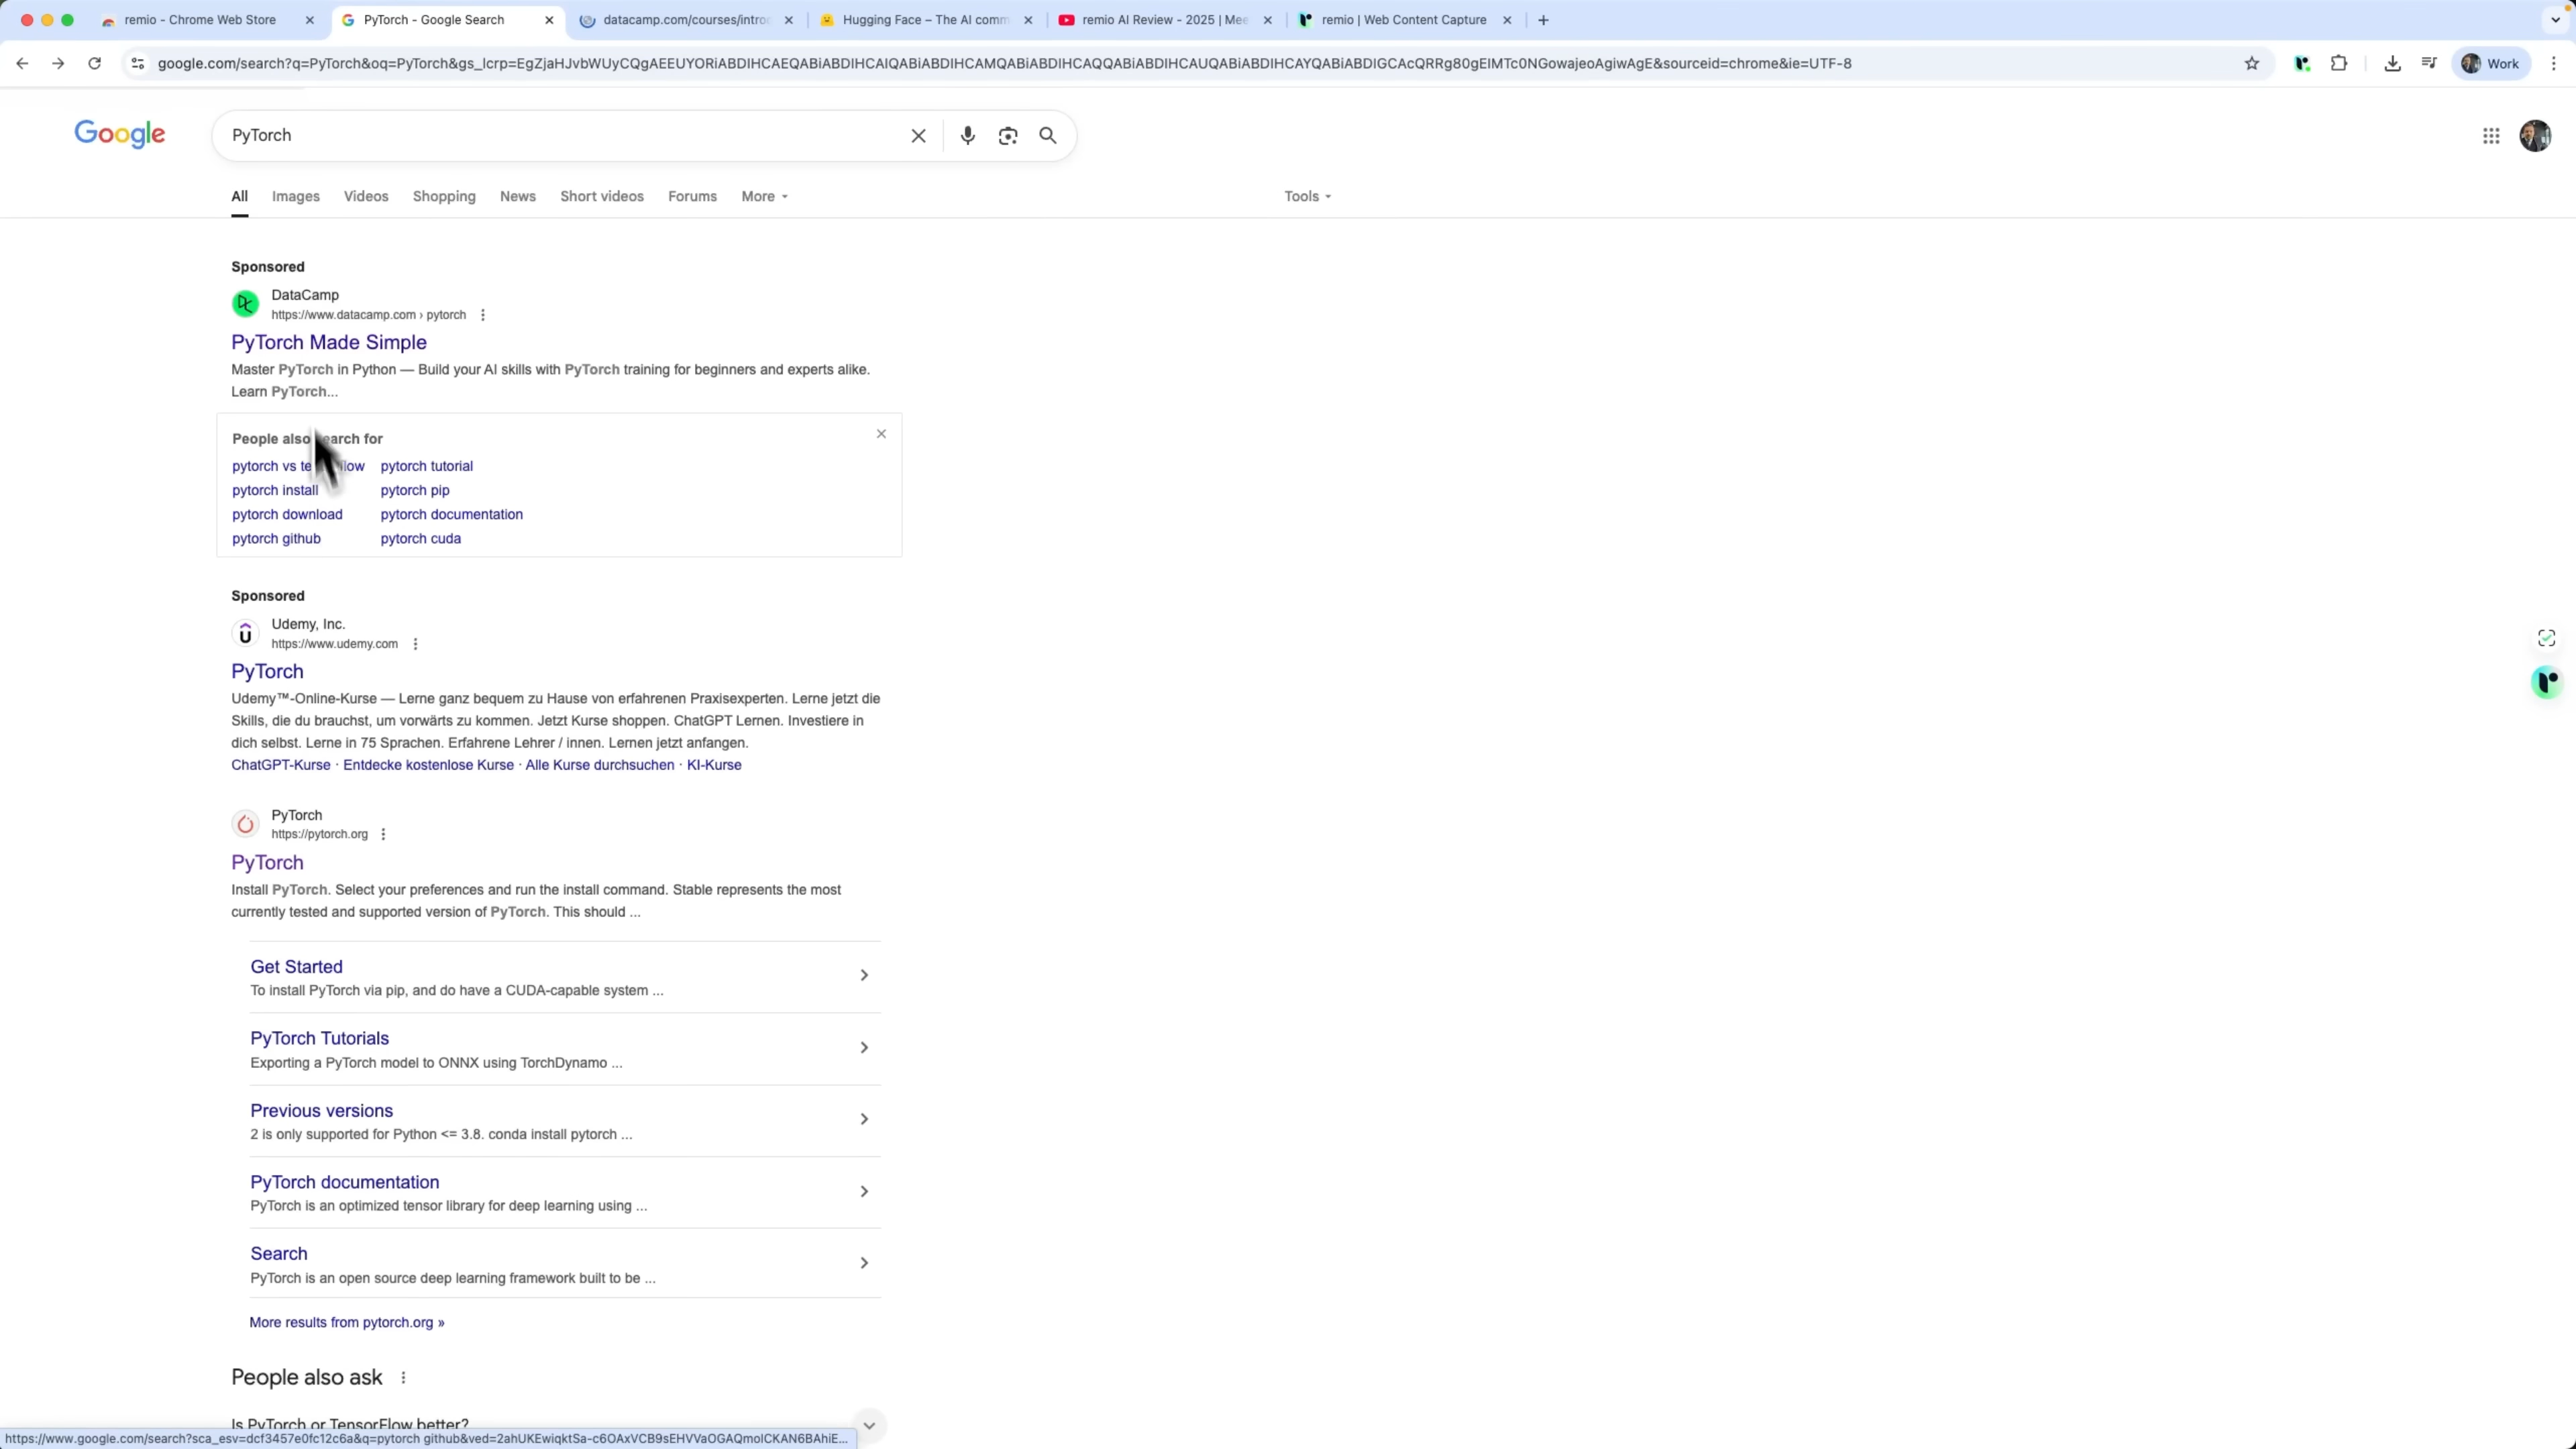 remio - Chrome Web Store
PyTorch - Google Search
datacamp.com/courses/intro
Hugging Face – The AI comm
remio AI Review - 2025 | Mee
remio | Web Content Capture
google.com/search?q=PyTorch&oq=PyTorch&gs_lcrp=EgZjaHJvbWUyCQgAEEUYORiABDIHCAEQABiABDIHCAIQABiABDIHCAMQABiABDIHCAQQABiABDIHCAUQABiABDIHCAYQABiABDIGCAcQRRg80gEIMTc0NGowajeoAgiwAgE&sourceid=chrome&ie=UTF-8
Work
Google
PyTorch
All Images Videos Shopping News Short videos Forums More Tools
Sponsored
DataCamp
https://www.datacamp.com › pytorch
PyTorch Made Simple
Master PyTorch in Python — Build your AI skills with PyTorch training for beginners and experts alike.
Learn PyTorch...
People also search for
pytorch vs flow pytorch tutorial
pytorch install pytorch pip
pytorch download pytorch documentation
pytorch github pytorch cuda
Sponsored
Udemy, Inc.
https://www.udemy.com
PyTorch
Udemy™-Online-Kurse — Lerne ganz bequem zu Hause von erfahrenen Praxisexperten. Lerne jetzt die
Skills, die du brauchst, um vorwärts zu kommen. Jetzt Kurse shoppen. ChatGPT Lernen. Investiere in
dich selbst. Lerne in 75 Sprachen. Erfahrene Lehrer / innen. Lernen jetzt anfangen.
ChatGPT-Kurse · Entdecke kostenlose Kurse · Alle Kurse durchsuchen · KI-Kurse
PyTorch
https://pytorch.org
PyTorch
Install PyTorch. Select your preferences and run the install command. Stable represents the most
currently tested and supported version of PyTorch. This should ...
Get Started
To install PyTorch via pip, and do have a CUDA-capable system ...
PyTorch Tutorials
Exporting a PyTorch model to ONNX using TorchDynamo ...
Previous versions
2 is only supported for Python <= 3.8. conda install pytorch ...
PyTorch documentation
PyTorch is an optimized tensor library for deep learning using ...
Search
PyTorch is an open source deep learning framework built to be ...
More results from pytorch.org »
People also ask
Is PyTorch or TensorFlow better?
https://www.google.com/search?sca_esv=dcf3457e0fc12c6a&q=pytorch github&ved=2ahUKEwiqktSa-c6OAxVCB9sEHVVaOGAQmoICKAN6BAhiE...